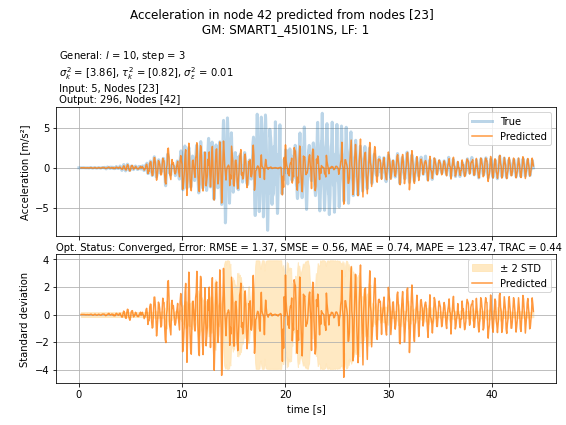 Acceleration in node 42 predicted from nodes [23]
GM: SMART1_45I01NS, LF: 1
General: l = 10, step = 3
σ²ₖ = [3.86], τ²ₖ = [0.82], σ²ε = 0.01
Input: 5, Nodes [23]
Output: 296, Nodes [42]
Acceleration [m/s²]
5
0
−5
True
Predicted
Opt. Status: Converged, Error: RMSE = 1.37, SMSE = 0.56, MAE = 0.74, MAPE = 123.47, TRAC = 0.44
Standard deviation
4
2
0
−2
−4
± 2 STD
Predicted
0 10 20 30 40
time [s]